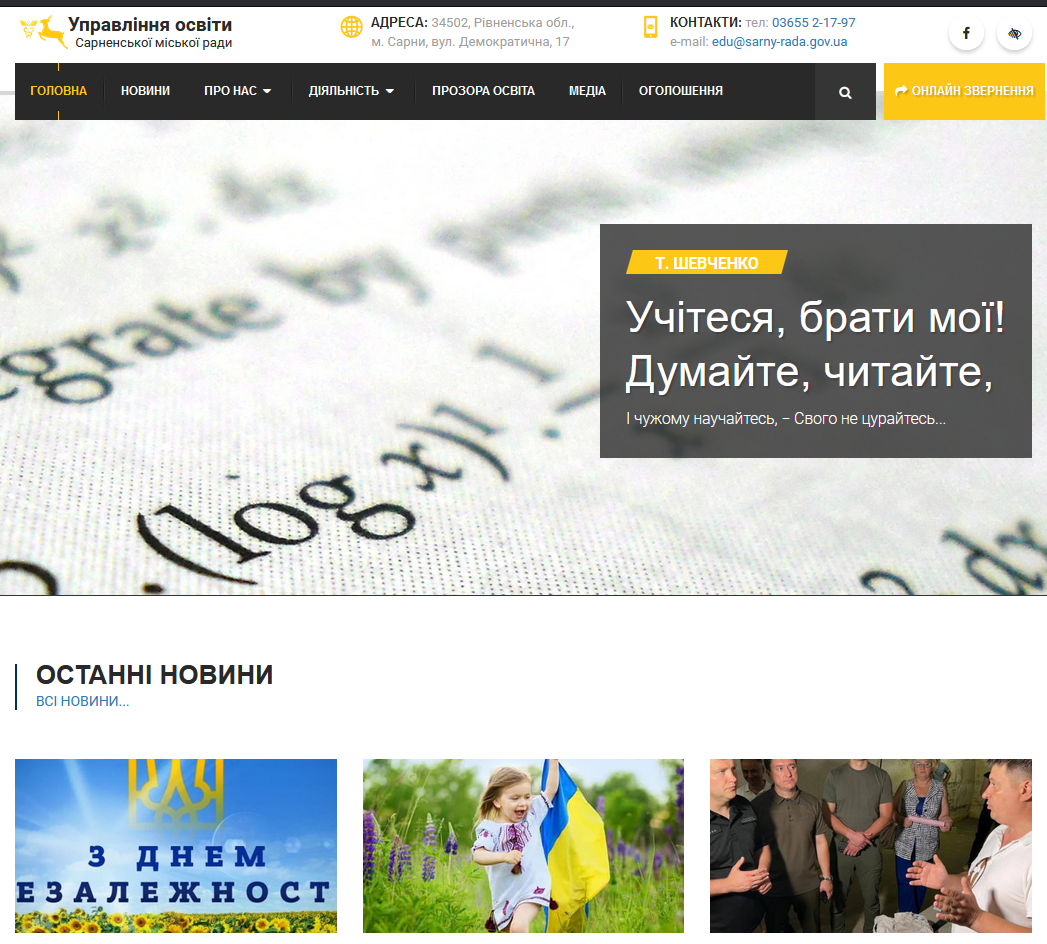 Управління освіти
Сарненської міської ради
АДРЕСА: 34502, Рівненська обл.,
м. Сарни, вул. Демократична, 17
КОНТАКТИ: тел: 03655 2-17-97
e-mail: edu@sarny-rada.gov.ua
ГОЛОВНА НОВИНИ ПРО НАС ДІЯЛЬНІСТЬ ПРОЗОРА ОСВІТА МЕДІА ОГОЛОШЕННЯ ОНЛАЙН ЗВЕРНЕННЯ
grate by
(log x)
dx
Т. ШЕВЧЕНКО
Учітеся, брати мої!
Думайте, читайте,
І чужому научайтесь, – Свого не цурайтесь...
ОСТАННІ НОВИНИ
ВСІ НОВИНИ...
З ДНЕМ
ЕЗАЛЕЖНОСТ